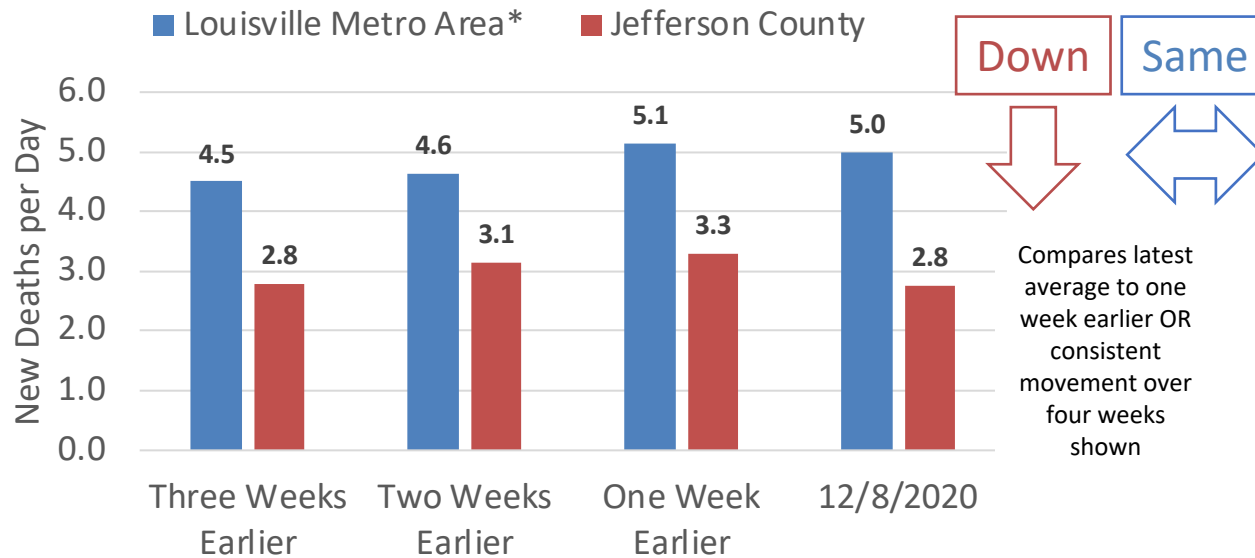 Louisville Metro Area* Jefferson County
Down Same
New Deaths per Day
6.0
5.0
4.0
3.0
2.0
1.0
0.0
4.5 2.8 4.6 3.1 5.1 3.3 5.0 2.8
Three Weeks Two Weeks One Week 12/8/2020
Earlier Earlier Earlier
Compares latest
average to one
week earlier OR
consistent
movement over
four weeks
shown